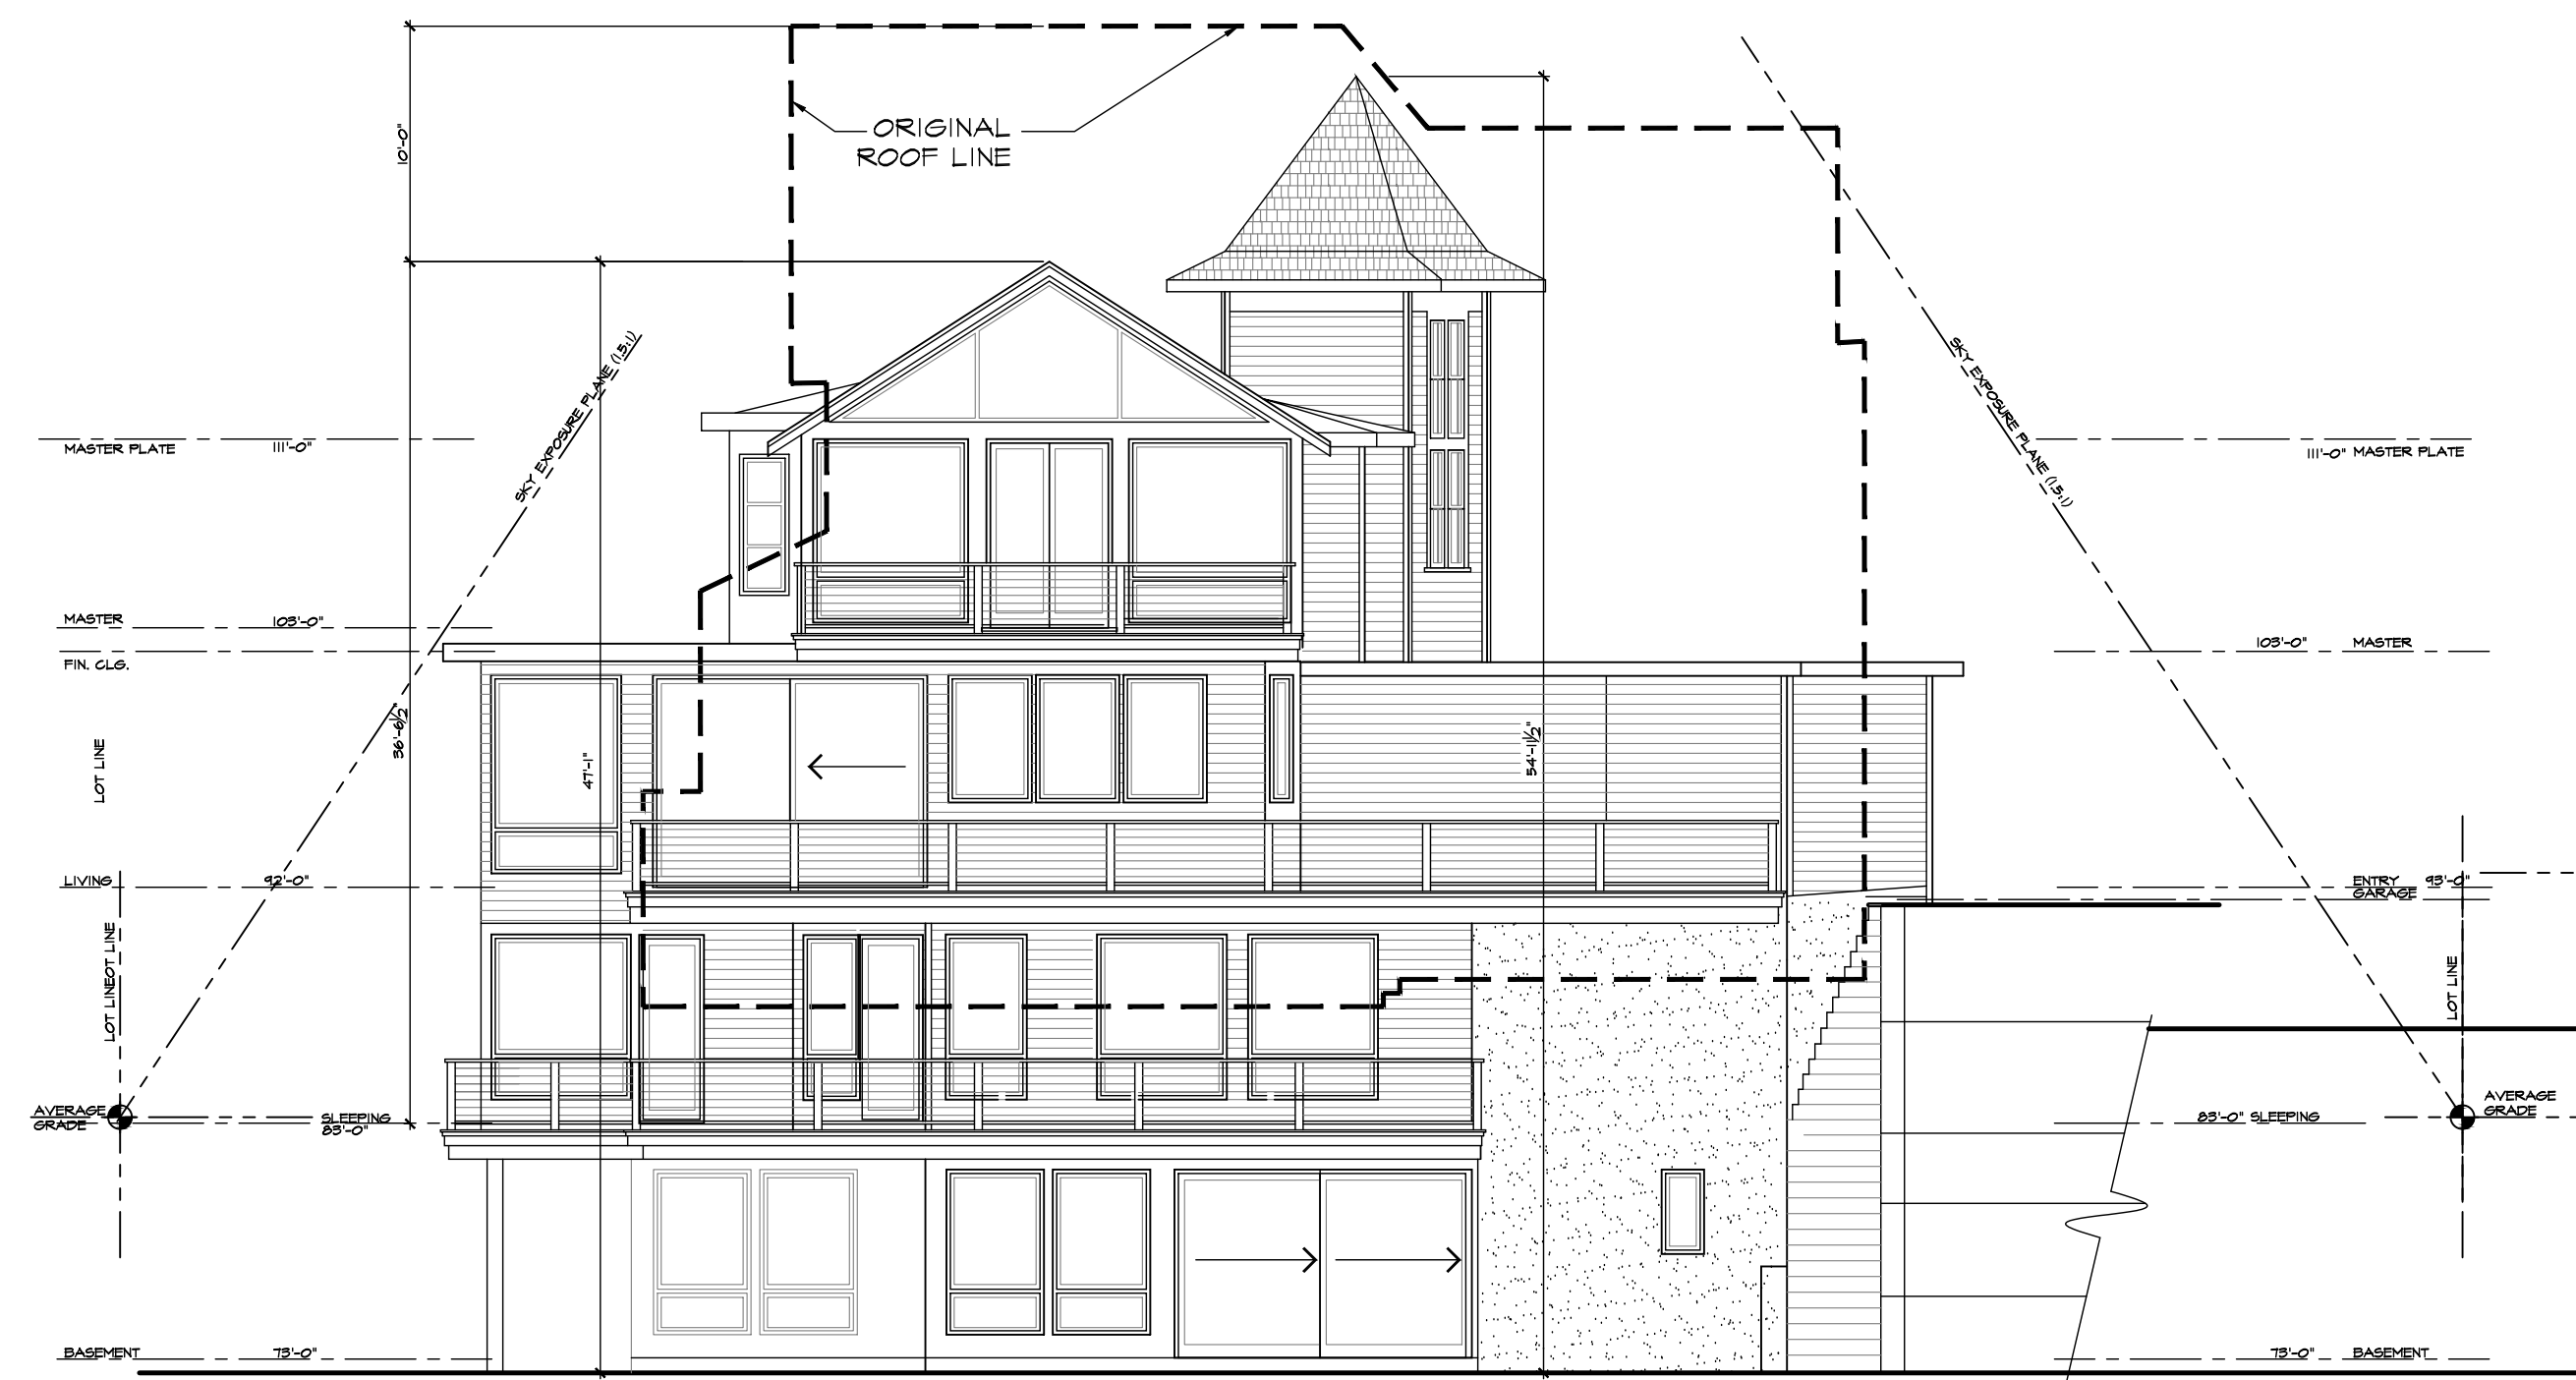 ORIGINAL
ROOF LINE
10'-0"
SKY EXPOSURE PLANE (1.5:1)
SKY EXPOSURE PLANE (1.5:1)
MASTER PLATE 111'-0"
111'-0" MASTER PLATE
MASTER 103'-0"
FIN. CLG.
103'-0" MASTER
36'-6 1/2"
47'-1"
54'-11 1/2"
LOT LINE
LIVING 92'-0"
ENTRY 93'-0"
GARAGE
LOT LINE
OT LINE
LOT LINE
AVERAGE
GRADE
SLEEPING
83'-0"
83'-0" SLEEPING
AVERAGE
GRADE
BASEMENT 73'-0"
73'-0" BASEMENT